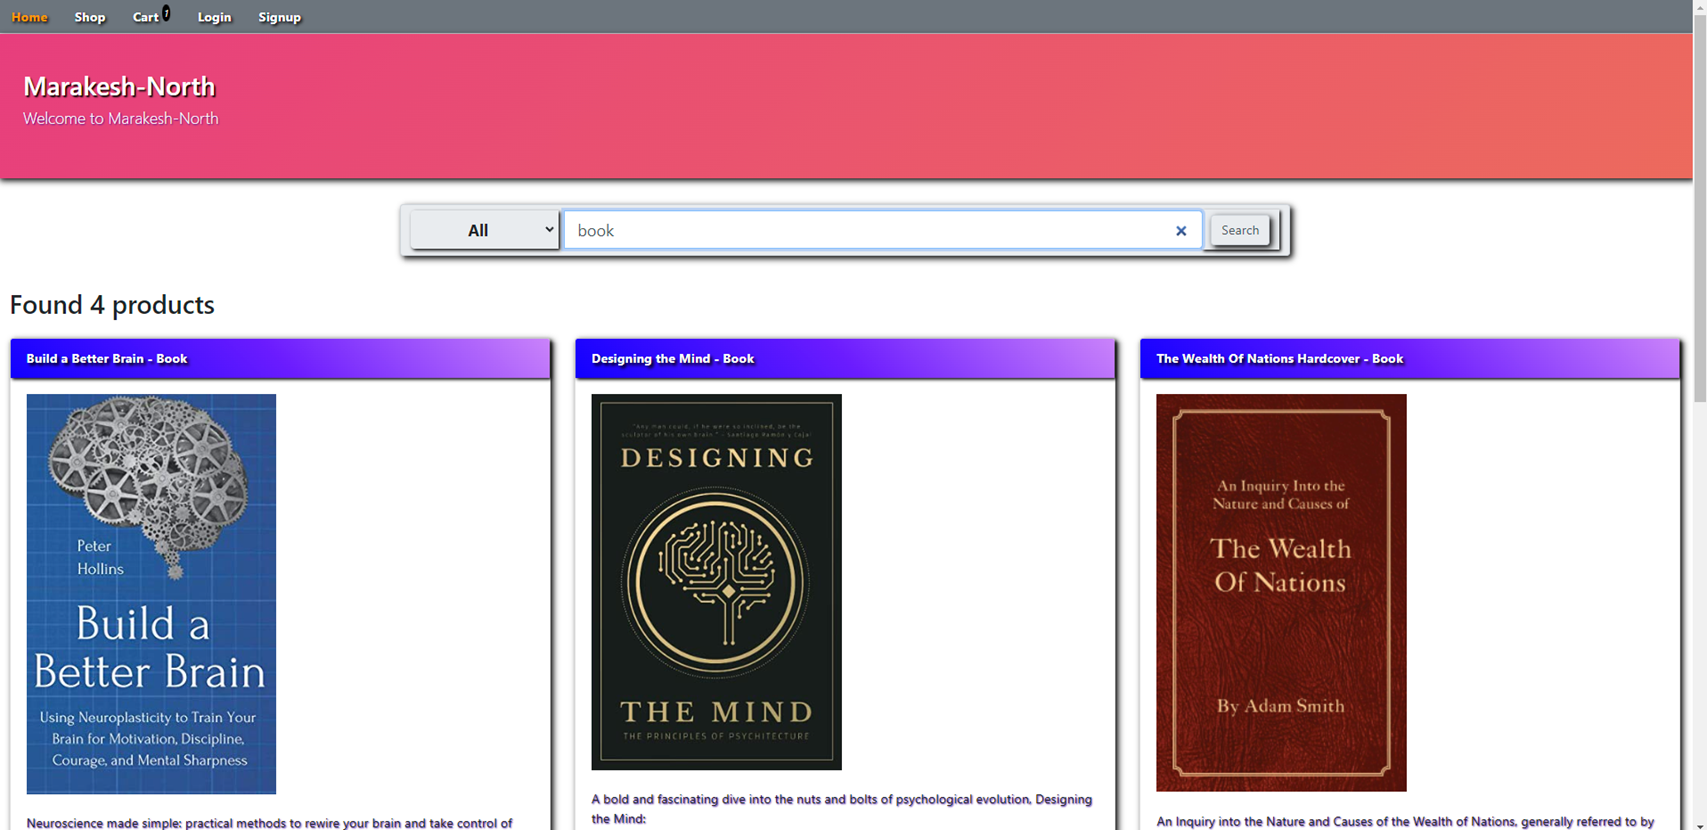 Home Shop Cart 1 Login Signup
Marakesh-North
Welcome to Marakesh-North
All book × Search
Found 4 products
Build a Better Brain - Book
Peter
Hollins
Build a
Better Brain
Using Neuroplasticity to Train Your
Brain for Motivation, Discipline,
Courage, and Mental Sharpness
Neuroscience made simple: practical methods to rewire your brain and take control of
Designing the Mind - Book
"Any man could, if he were so inclined, be the
sculptor of his own brain." - Santiago Ramón y Cajal
DESIGNING
THE MIND
THE PRINCIPLES OF PSYCHITECTURE
A bold and fascinating dive into the nuts and bolts of psychological evolution, Designing
the Mind:
The Wealth Of Nations Hardcover - Book
An Inquiry Into the
Nature and Causes of
The Wealth
Of Nations
By Adam Smith
An Inquiry into the Nature and Causes of the Wealth of Nations, generally referred to by